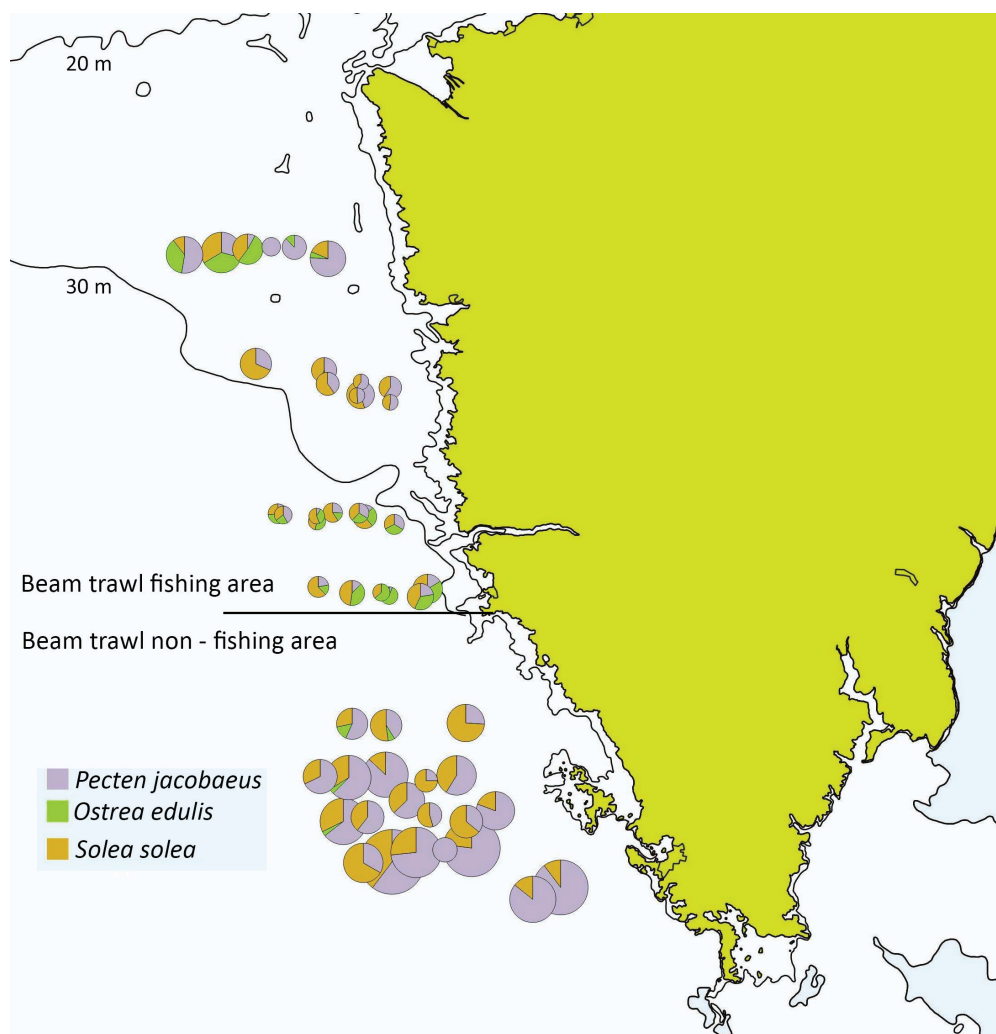 20 m
30 m
Beam trawl fishing area
Beam trawl non - fishing area
Pecten jacobaeus
Ostrea edulis
Solea solea